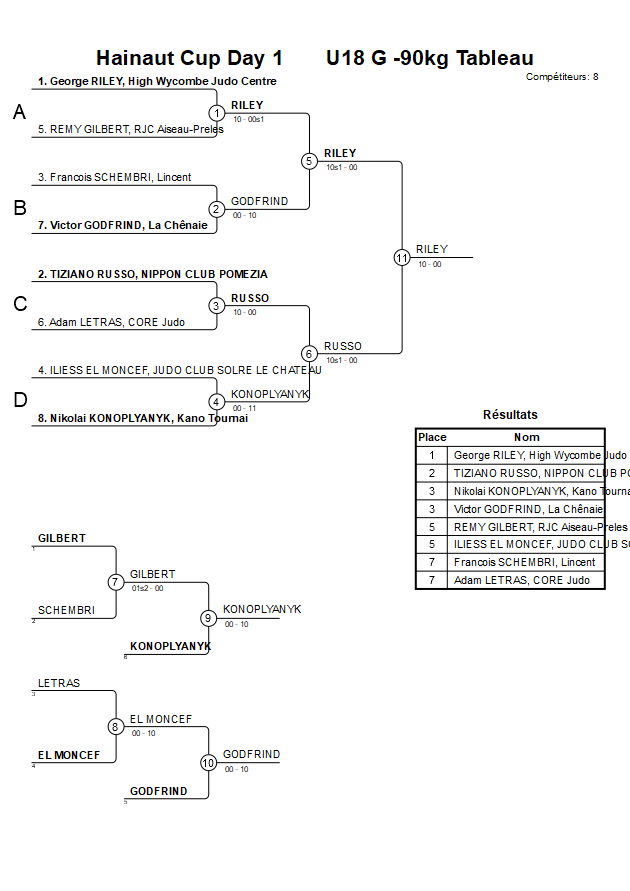 Hainaut Cup Day 1 U18 G -90kg Tableau
Compétiteurs: 8
1. George RILEY, High Wycombe Judo Centre
A
1
RILEY
10 - 00s1
5. REMY GILBERT, RJC Aiseau-Preles
5
RILEY
10s1 - 00
3. Francois SCHEMBRI, Lincent
B
2
GODFRIND
00 - 10
7. Victor GODFRIND, La Chênaie
11
RILEY
10 - 00
2. TIZIANO RUSSO, NIPPON CLUB POMEZIA
C
3
RUSSO
10 - 00
6. Adam LETRAS, CORE Judo
6
RUSSO
10s1 - 00
4. ILIESS EL MONCEF, JUDO CLUB SOLRE LE CHATEAU
D
4
KONOPLYANYK
00 - 11
8. Nikolai KONOPLYANYK, Kano Tournai
Résultats
Place Nom
1 George RILEY, High Wycombe Judo
2 TIZIANO RUSSO, NIPPON CLUB
3 Nikolai KONOPLYANYK, Kano
3 Victor GODFRIND, La Chênaie
5 REMY GILBERT, RJC Aiseau-Preles
5 ILIESS EL MONCEF, JUDO CLUB
7 Francois SCHEMBRI, Lincent
7 Adam LETRAS, CORE Judo
GILBERT
1
7
GILBERT
01s2 - 00
SCHEMBRI
2
9
KONOPLYANYK
00 - 10
KONOPLYANYK
6
LETRAS
3
8
EL MONCEF
00 - 10
EL MONCEF
4
10
GODFRIND
00 - 10
GODFRIND
5